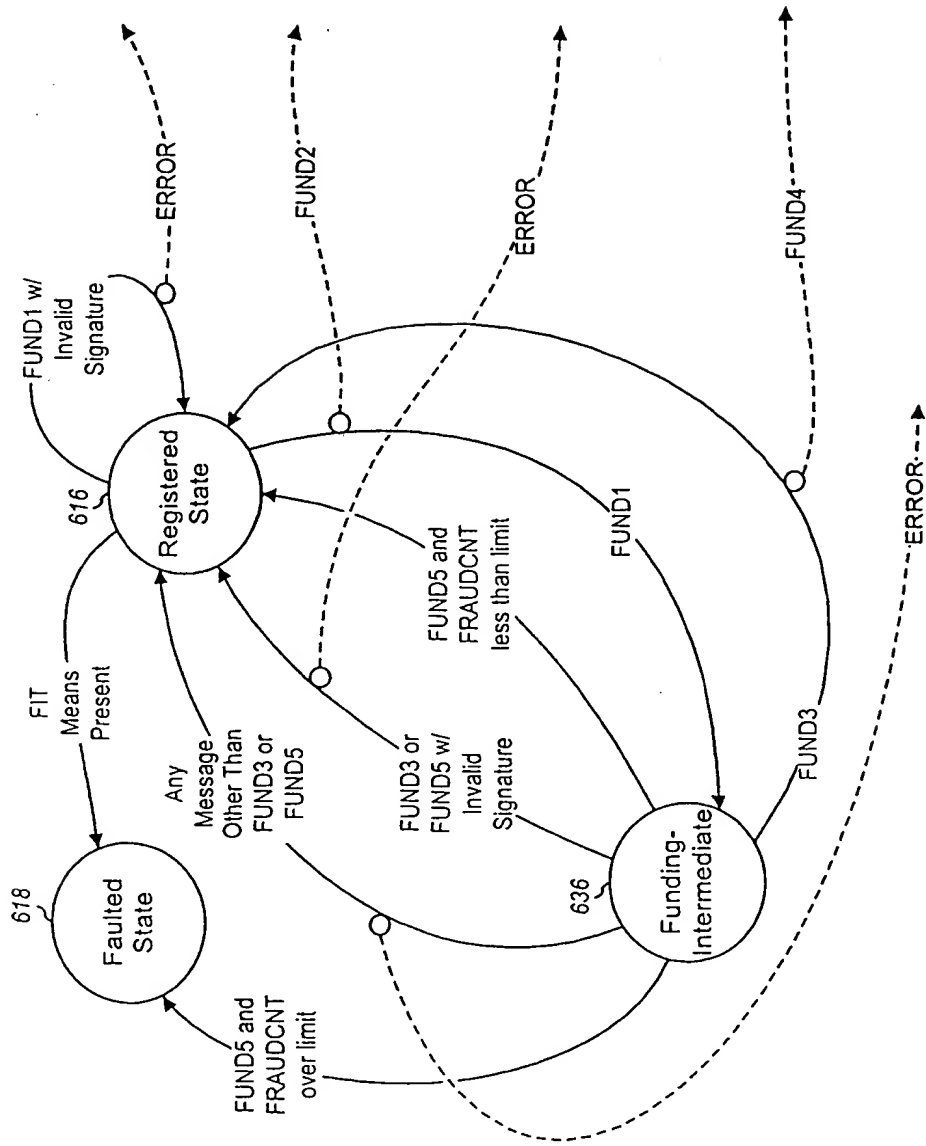 618
Faulted
State
FIT
Means
Present
616
Registered
State
FUND1 w/
Invalid
Signature
ERROR
FUND2
ERROR
FUND4
FUND5 and
FRAUDCNT
over limit
Any
Message
Other Than
FUND3 or
FUND5
FUND3 or
FUND5 w/
Invalid
Signature
FUND5 and
FRAUDCNT
less than limit
FUND1
636
Funding-
Intermediate
FUND3
ERROR